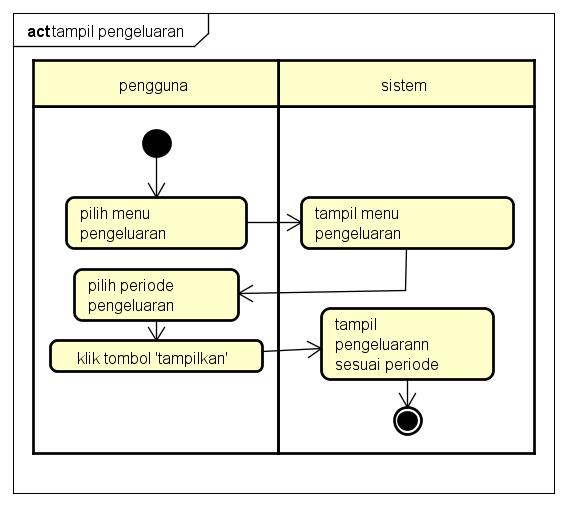 act tampil pengeluaran
pengguna
sistem
pilih menu
pengeluaran
tampil menu
pengeluaran
pilih periode
pengeluaran
klik tombol 'tampilkan'
tampil
pengeluarann
sesuai periode